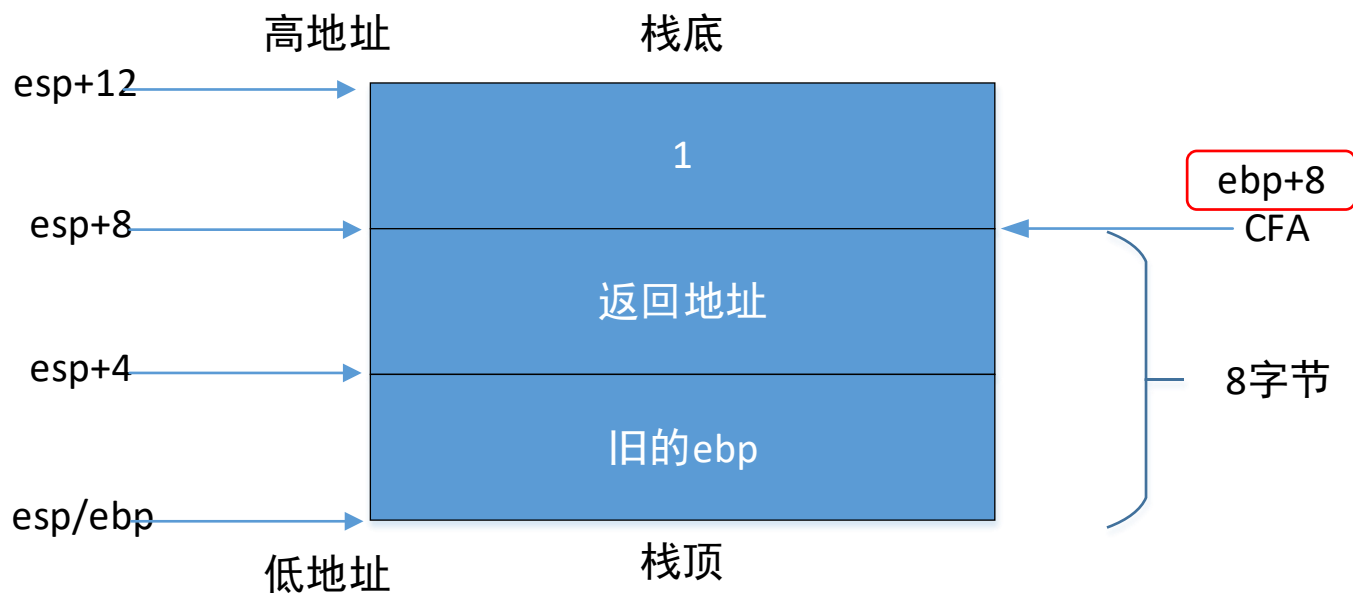 高地址
栈底
esp+12
1
ebp+8
esp+8
CFA
返回地址
esp+4
8字节
旧的ebp
esp/ebp
栈顶
低地址